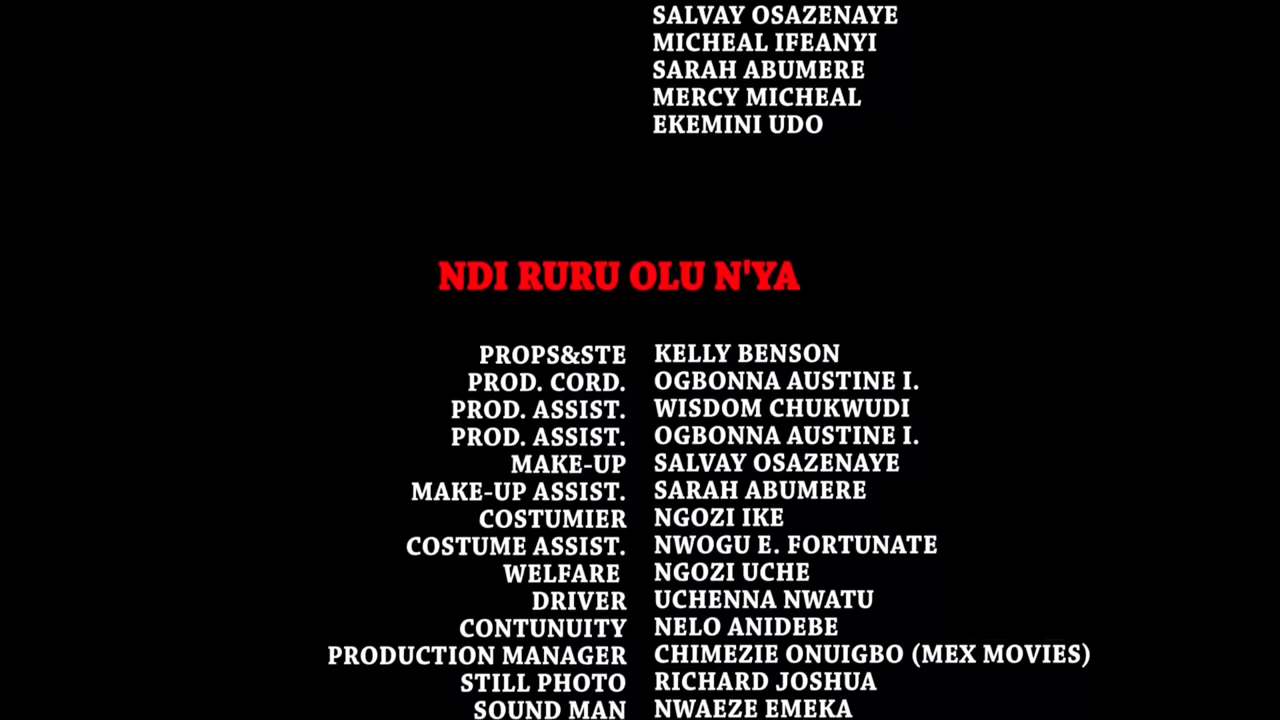 SALVAY OSAZENAYE
MICHEAL IFEANYI
SARAH ABUMERE
MERCY MICHEAL
EKEMINI UDO
NDI RURU OLU N'YA
PROPS&STE KELLY BENSON
PROD. CORD. OGBONNA AUSTINE I.
PROD. ASSIST. WISDOM CHUKWUDI
PROD. ASSIST. OGBONNA AUSTINE I.
MAKE-UP SALVAY OSAZENAYE
MAKE-UP ASSIST. SARAH ABUMERE
COSTUMIER NGOZI IKE
COSTUME ASSIST. NWOGU E. FORTUNATE
WELFARE NGOZI UCHE
DRIVER UCHENNA NWATU
CONTUNUITY NELO ANIDEBE
PRODUCTION MANAGER CHIMEZIE ONUIGBO (MEX MOVIES)
STILL PHOTO RICHARD JOSHUA
SOUND MAN NWAEZE EMEKA